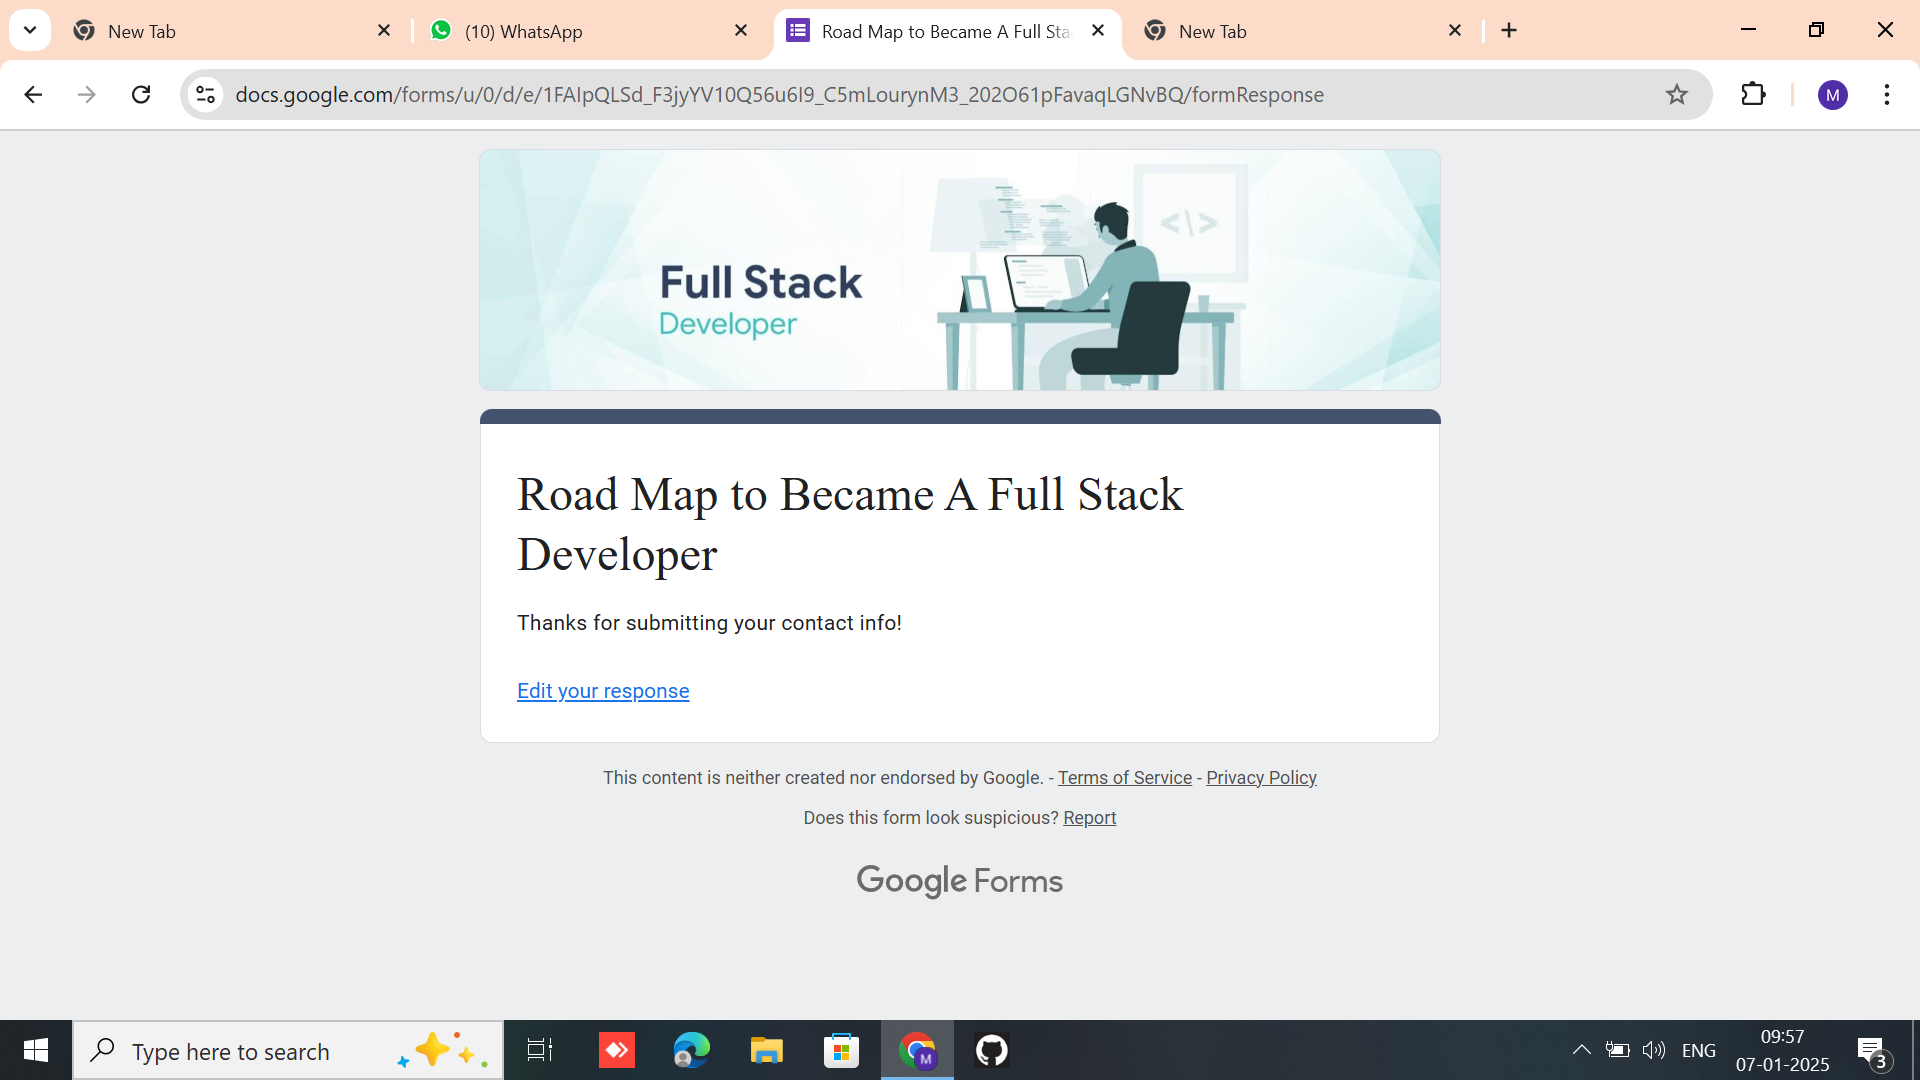 New Tab
(10) WhatsApp
Road Map to Became A Full Sta
New Tab
docs.google.com/forms/u/0/d/e/1FAIpQLSd_F3jyYV10Q56u6I9_C5mLourynM3_202O61pFavaqLGNvBQ/formResponse
M
Full Stack
Developer
Road Map to Became A Full Stack
Developer
Thanks for submitting your contact info!
Edit your response
This content is neither created nor endorsed by Google. - Terms of Service - Privacy Policy
Does this form look suspicious? Report
Google Forms
Type here to search
M
ENG
09:57
07-01-2025
3